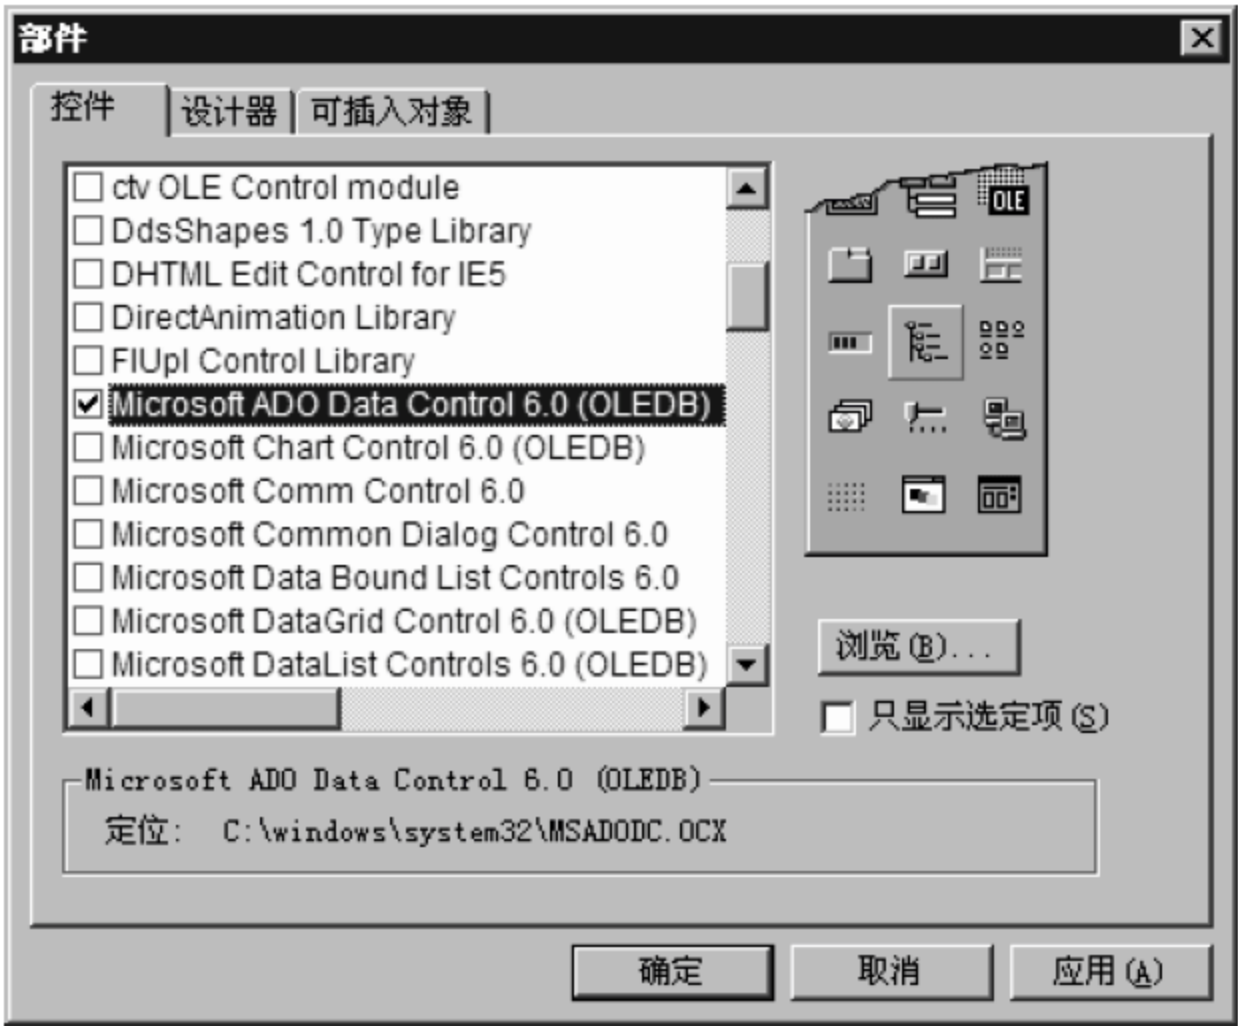 部件
控件 设计器 可插入对象
ctv OLE Control module
DdsShapes 1.0 Type Library
DHTML Edit Control for IE5
DirectAnimation Library
FlUpl Control Library
Microsoft ADO Data Control 6.0 (OLEDB)
Microsoft Chart Control 6.0 (OLEDB)
Microsoft Comm Control 6.0
Microsoft Common Dialog Control 6.0
Microsoft Data Bound List Controls 6.0
Microsoft DataGrid Control 6.0 (OLEDB)
Microsoft DataList Controls 6.0 (OLEDB)
OLE
浏览(B)...
只显示选定项(S)
Microsoft ADO Data Control 6.0 (OLEDB)
定位: C:\windows\system32\MSADODC.OCX
确定 取消 应用(A)